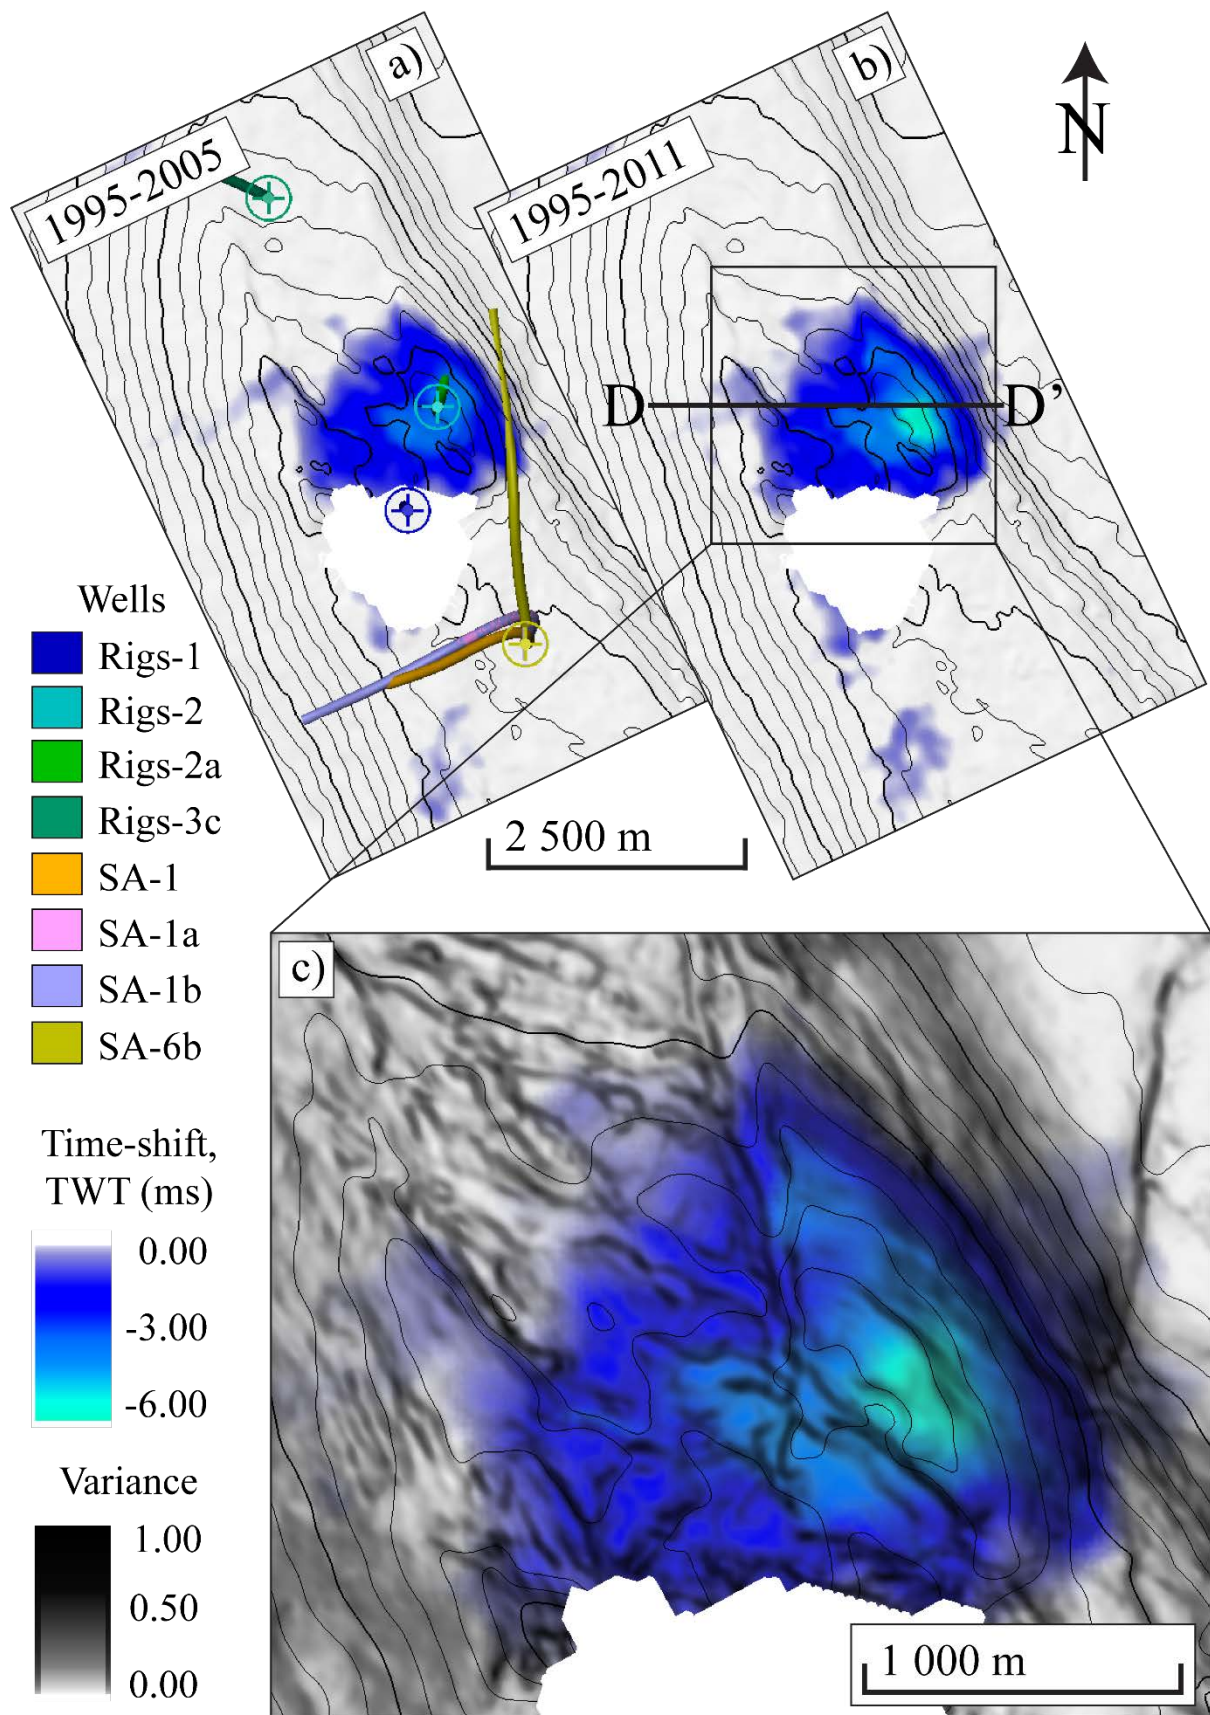 a)
b)
N
1995-2005
1995-2011
D
D’
Wells
Rigs-1
Rigs-2
Rigs-2a
Rigs-3c
SA-1
SA-1a
SA-1b
SA-6b
2 500 m
c)
Time-shift,
TWT (ms)
0.00
-3.00
-6.00
Variance
1.00
0.50
0.00
1 000 m